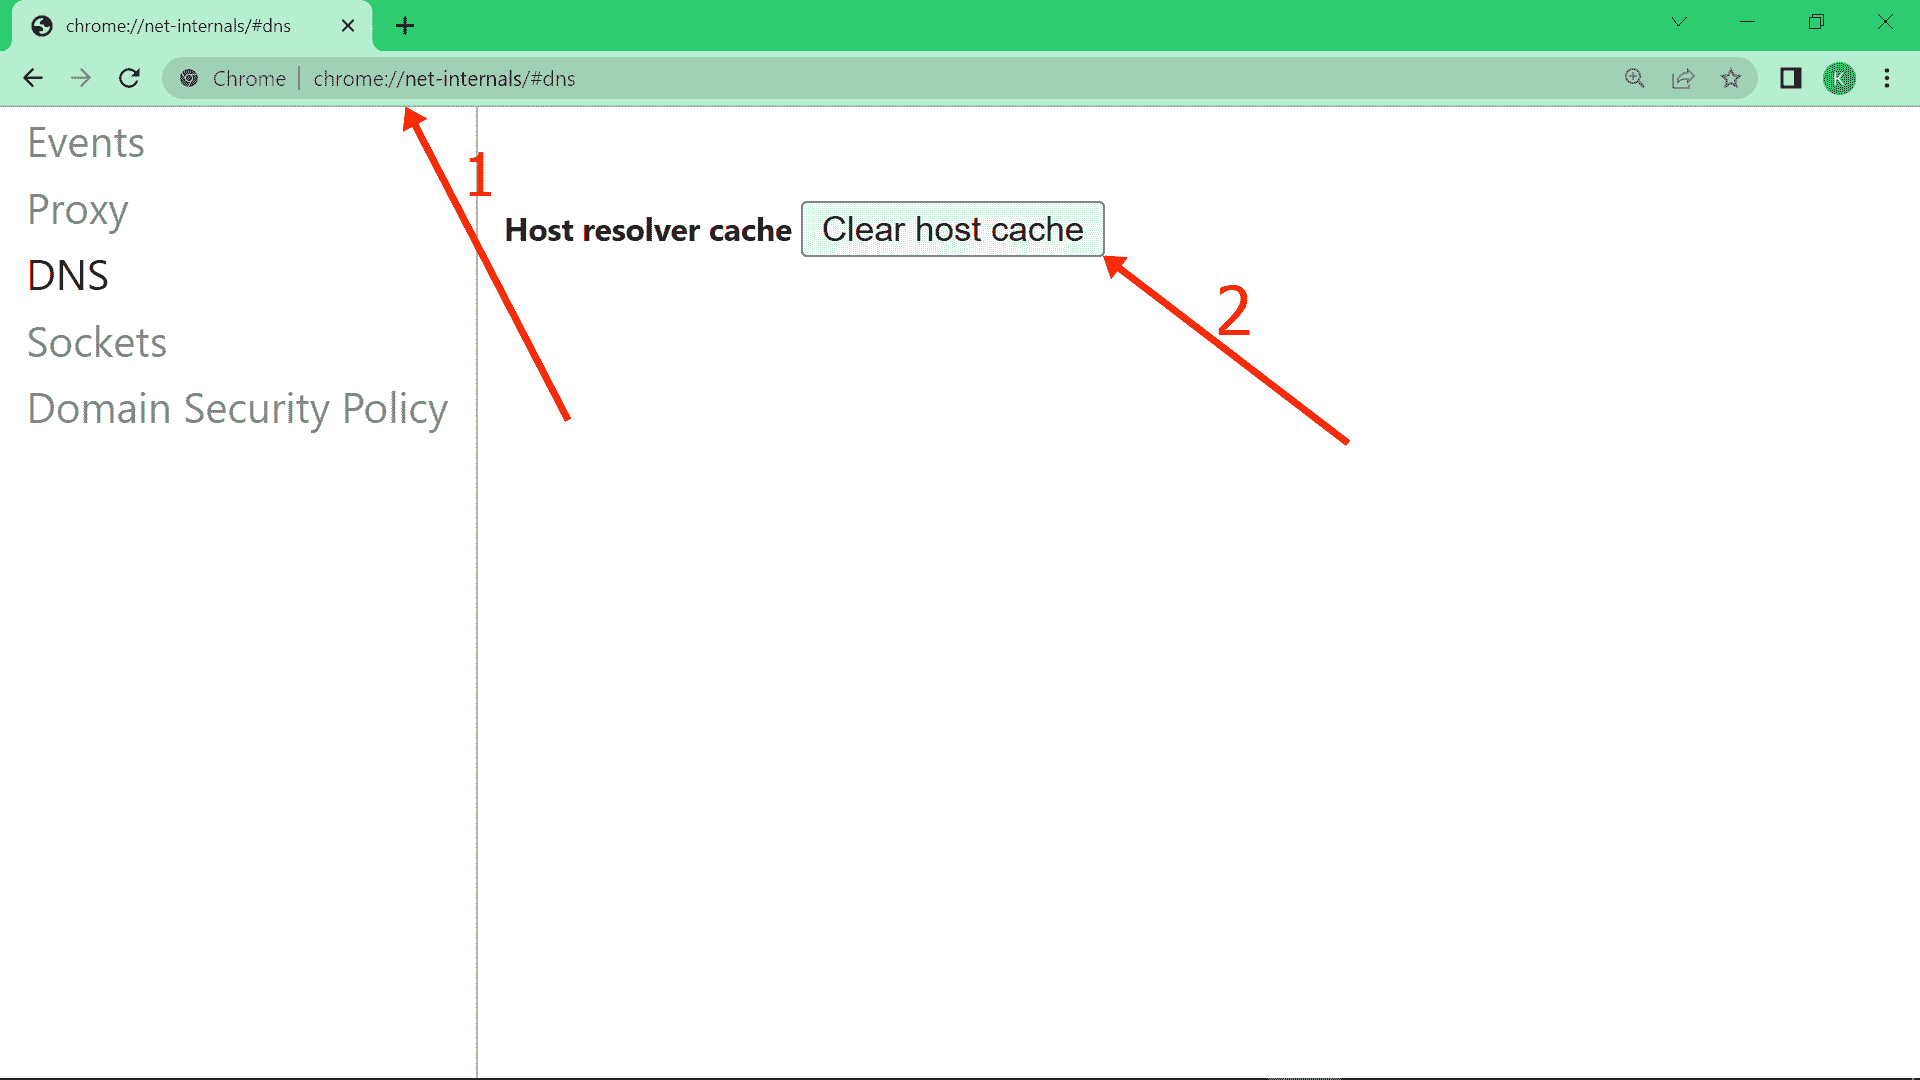 chrome://net-internals/#dns
Chrome | chrome://net-internals/#dns
K
Events
Proxy
DNS
Sockets
Domain Security Policy
1
Host resolver cache Clear host cache
2